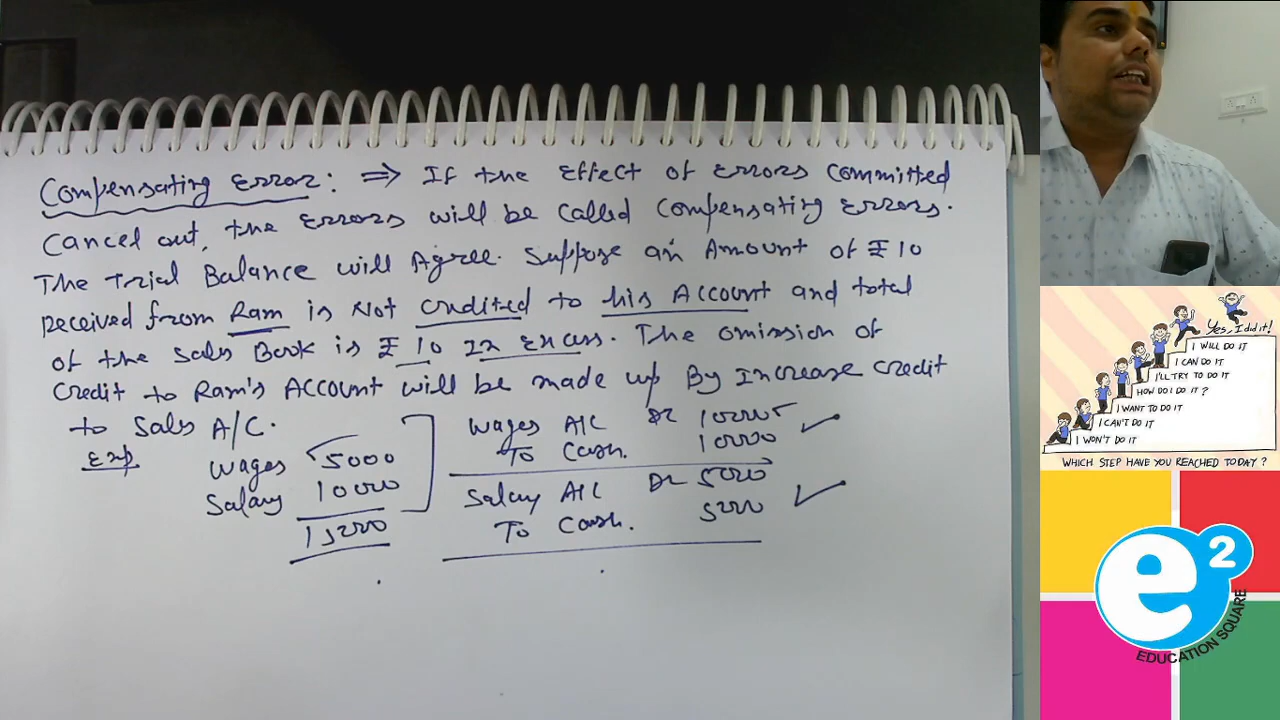 Compensating Error: ⇒ If the Effect of Errors committed
Cancel out, the Errors will be called Compensating Errors.
The Trial Balance will Agree. Suppose an Amount of ₹ 10
received from Ram is Not credited to his Account and total
of the Sales Book is ₹ 10 In Excess. The omission of
Credit to Ram's Account will be made up By Increase credit
to Sales A/C.
Exp
Wages 5000
Salary 10000
15000
Wages A/C Dr 10000
To Cash. 10000
Salary A/C Dr 5000
To Cash. 5000
Yes, I did it!
I WILL DO IT
I CAN DO IT
I'LL TRY TO DO IT
HOW DO I DO IT ?
I WANT TO DO IT
I CAN'T DO IT
I WON'T DO IT
WHICH STEP HAVE YOU REACHED TODAY?
e2
EDUCATION SQUARE